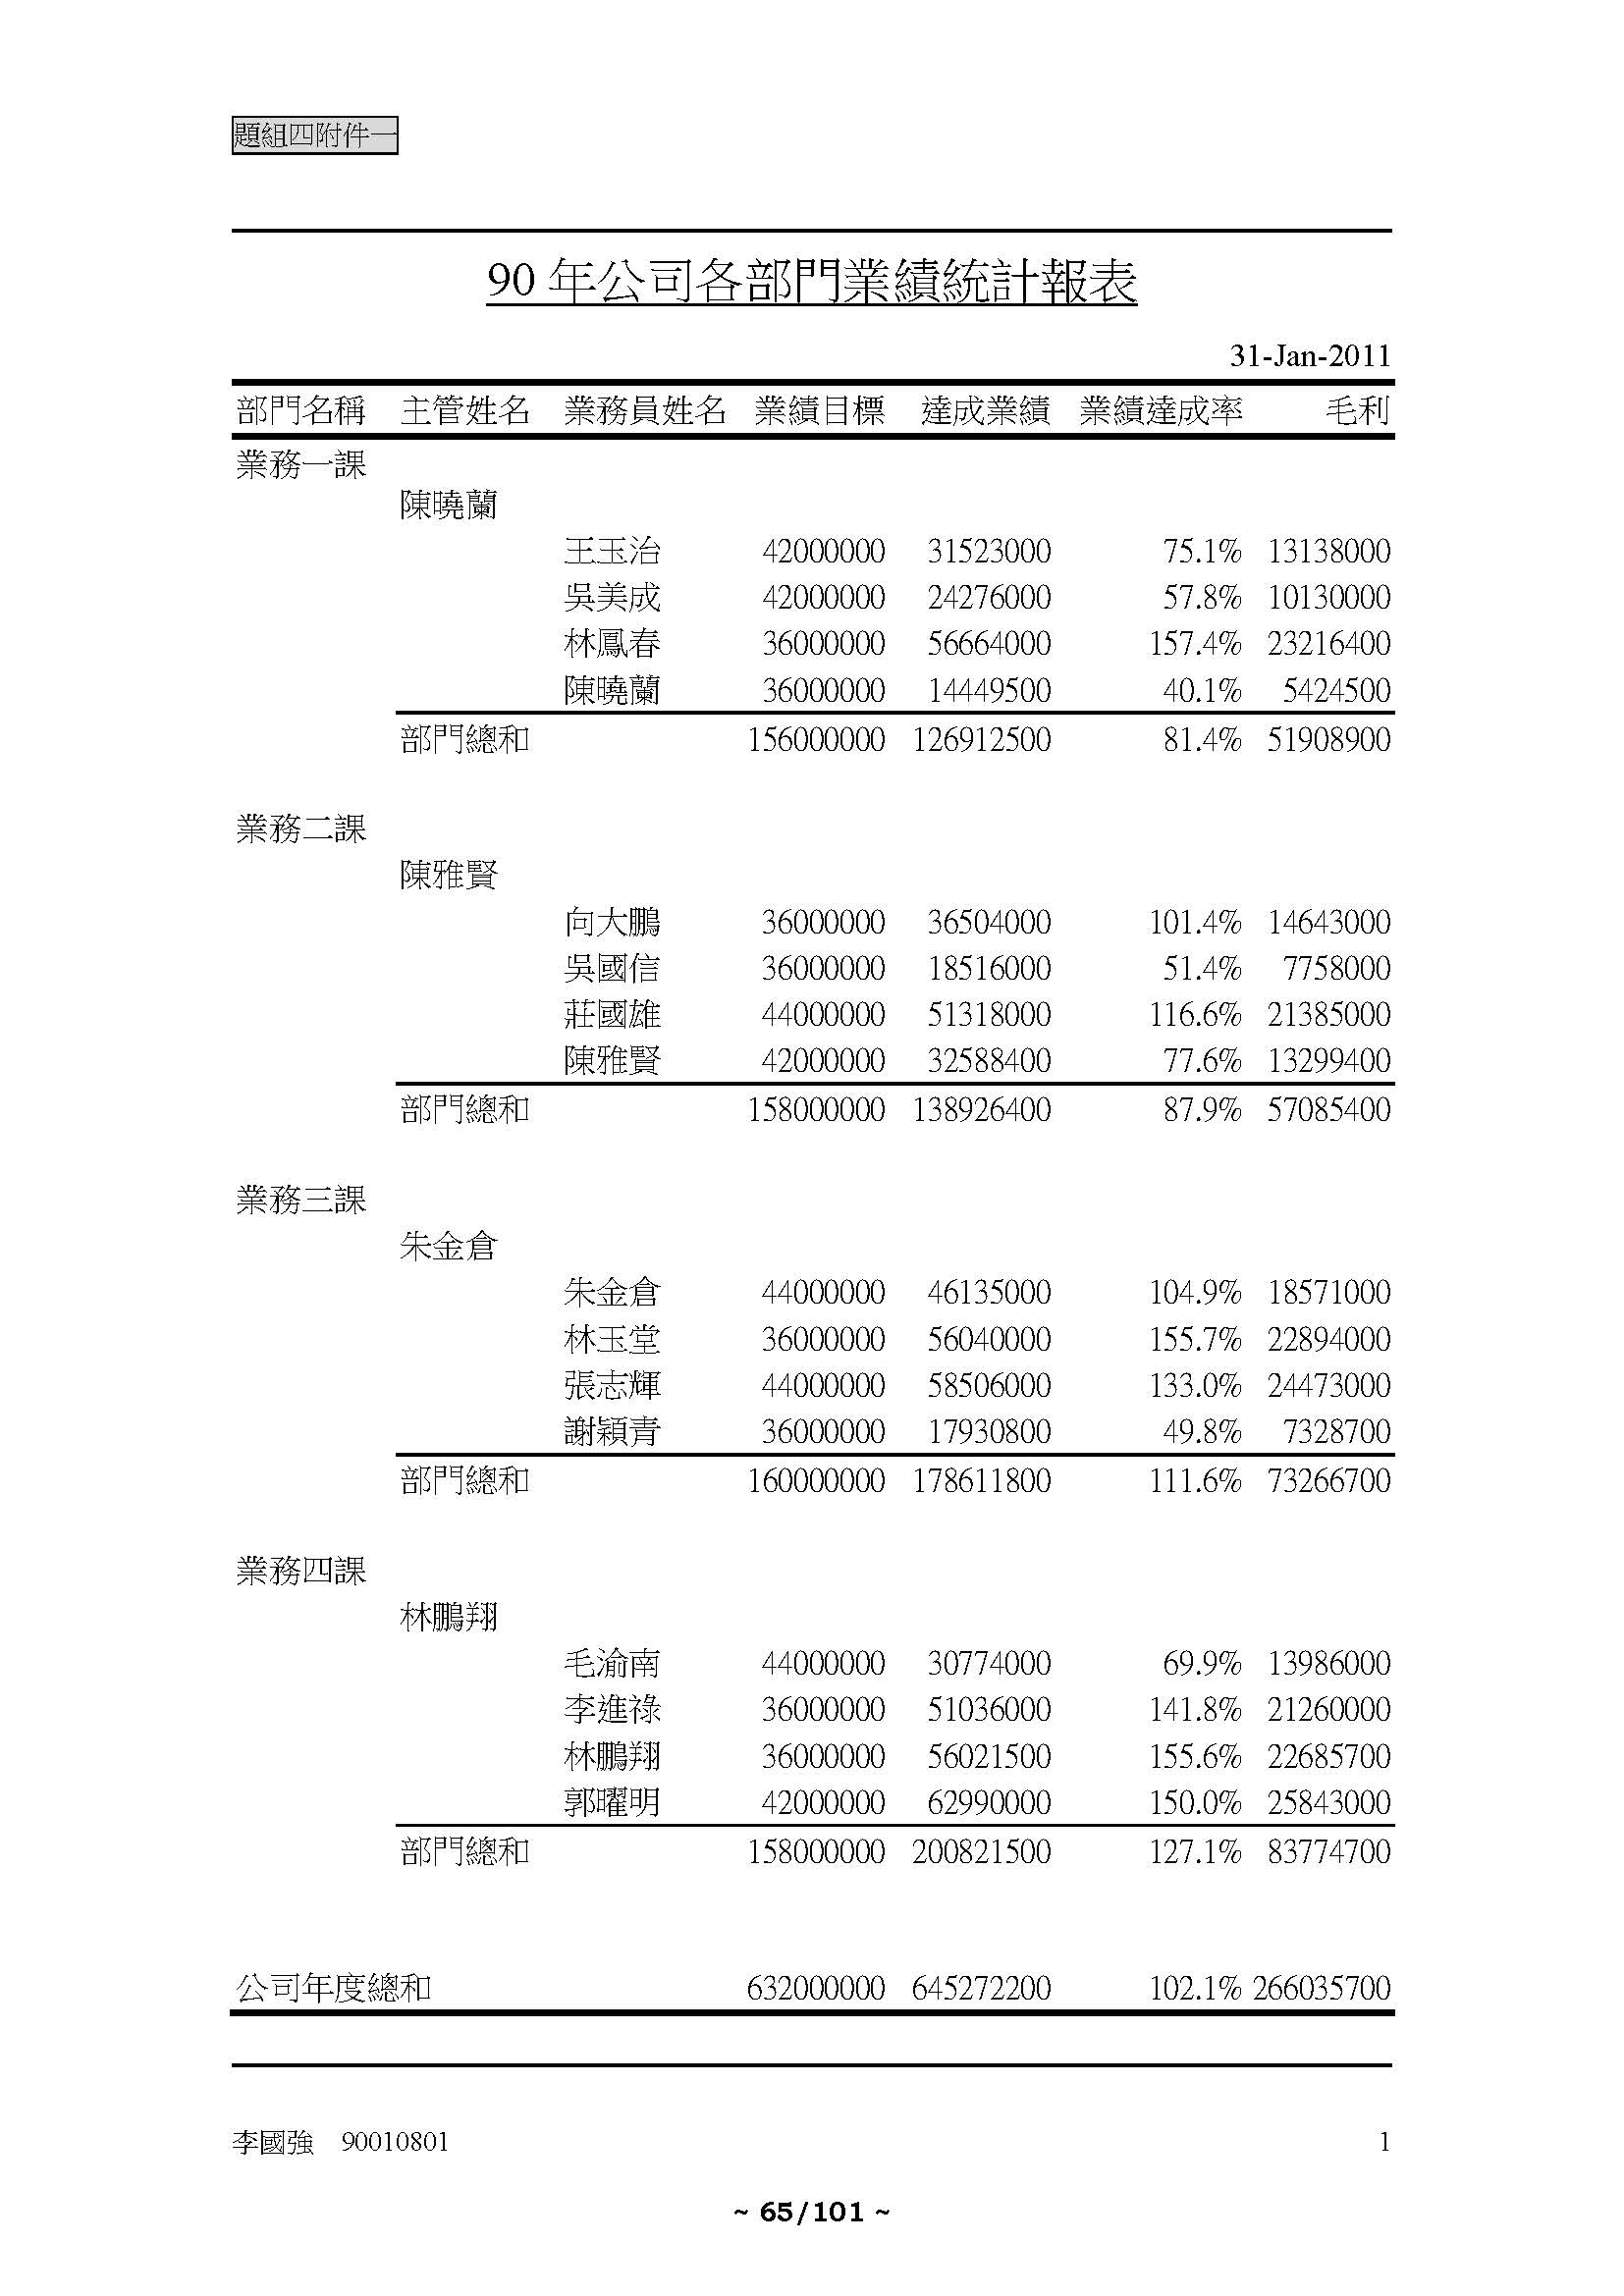 題組四附件一
90 年公司各部門業績統計報表
31-Jan-2011
部門名稱 主管姓名 業務員姓名 業績目標 達成業績 業績達成率 毛利
業務一課
陳曉蘭
王玉治 42000000 31523000 75.1% 13138000
吳美成 42000000 24276000 57.8% 10130000
林鳳春 36000000 56664000 157.4% 23216400
陳曉蘭 36000000 14449500 40.1% 5424500
部門總和 156000000 126912500 81.4% 51908900
業務二課
陳雅賢
向大鵬 36000000 36504000 101.4% 14643000
吳國信 36000000 18516000 51.4% 7758000
莊國雄 44000000 51318000 116.6% 21385000
陳雅賢 42000000 32588400 77.6% 13299400
部門總和 158000000 138926400 87.9% 57085400
業務三課
朱金倉
朱金倉 44000000 46135000 104.9% 18571000
林玉堂 36000000 56040000 155.7% 22894000
張志輝 44000000 58506000 133.0% 24473000
謝穎青 36000000 17930800 49.8% 7328700
部門總和 160000000 178611800 111.6% 73266700
業務四課
林鵬翔
毛渝南 44000000 30774000 69.9% 13986000
李進祿 36000000 51036000 141.8% 21260000
林鵬翔 36000000 56021500 155.6% 22685700
郭曜明 42000000 62990000 150.0% 25843000
部門總和 158000000 200821500 127.1% 83774700
公司年度總和 632000000 645272200 102.1% 266035700
李國強 90010801 1
~ 65/101 ~